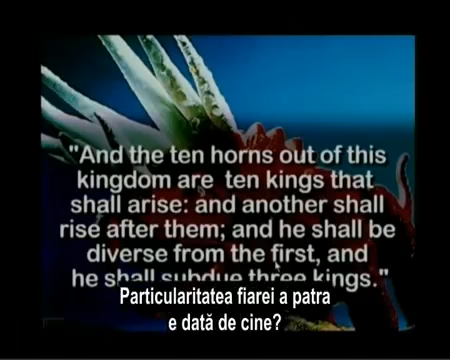 "And the ten horns out of this
kingdom are ten kings that
shall arise: and another shall
rise after them; and he shall be
diverse from the first, and
he shall subdue three kings."
Particularitatea fiarei a patra
e dată de cine?